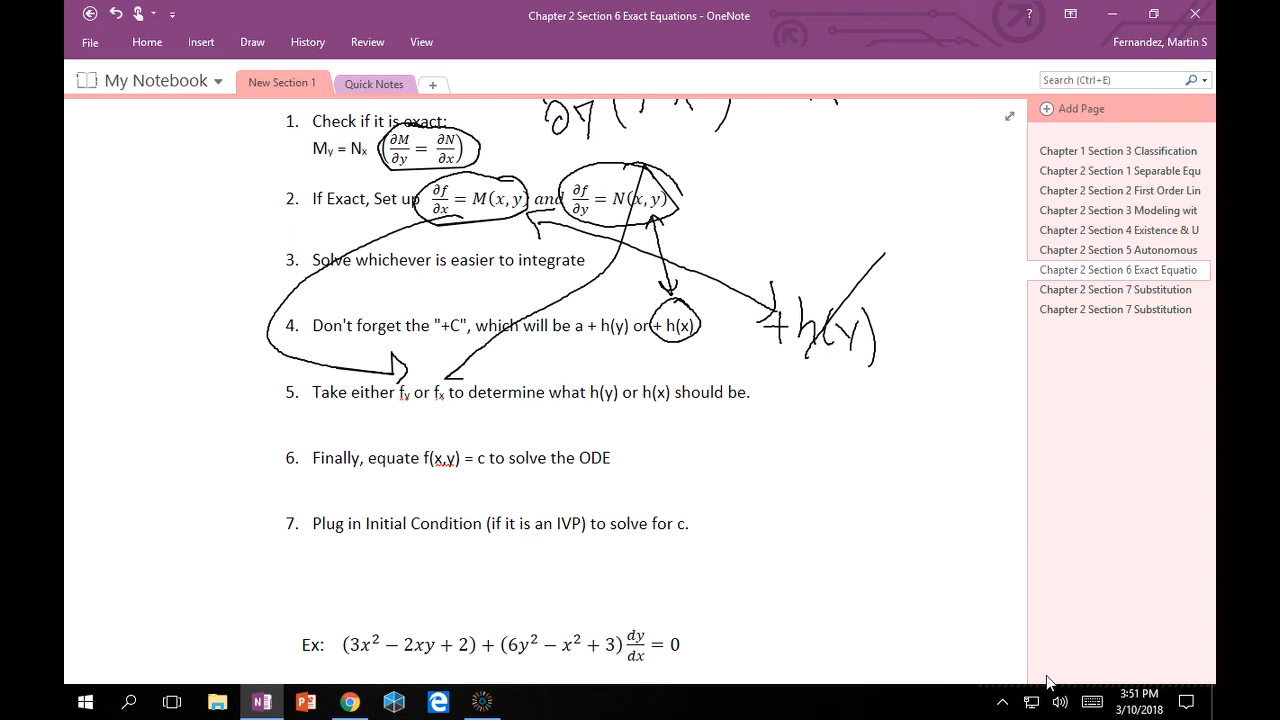 Chapter 2 Section 6 Exact Equations - OneNote
?
File Home Insert Draw History Review View
Fernandez, Martin S
My Notebook New Section 1 Quick Notes +
Search (Ctrl+E)
Add Page
Chapter 1 Section 3 Classification
Chapter 2 Section 1 Separable Equ
Chapter 2 Section 2 First Order Lin
Chapter 2 Section 3 Modeling wit
Chapter 2 Section 4 Existence & U
Chapter 2 Section 5 Autonomous
Chapter 2 Section 6 Exact Equatio
Chapter 2 Section 7 Substitution
Chapter 2 Section 7 Substitution
∂y
1. Check if it is exact:
My = Nx (∂M/∂y = ∂N/∂x)
2. If Exact, Set up ∂f/∂x = M(x, y) and ∂f/∂y = N(x, y)
3. Solve whichever is easier to integrate
4. Don't forget the "+C", which will be a + h(y) or + h(x)
+ h(y)
5. Take either fy or fx to determine what h(y) or h(x) should be.
6. Finally, equate f(x,y) = c to solve the ODE
7. Plug in Initial Condition (if it is an IVP) to solve for c.
Ex: (3x² − 2xy + 2) + (6y² − x² + 3) dy/dx = 0
3:51 PM
3/10/2018